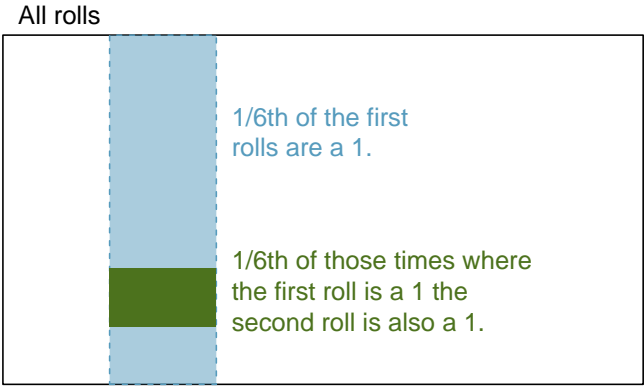 All rolls
1/6th of the first
rolls are a 1.
1/6th of those times where
the first roll is a 1 the
second roll is also a 1.